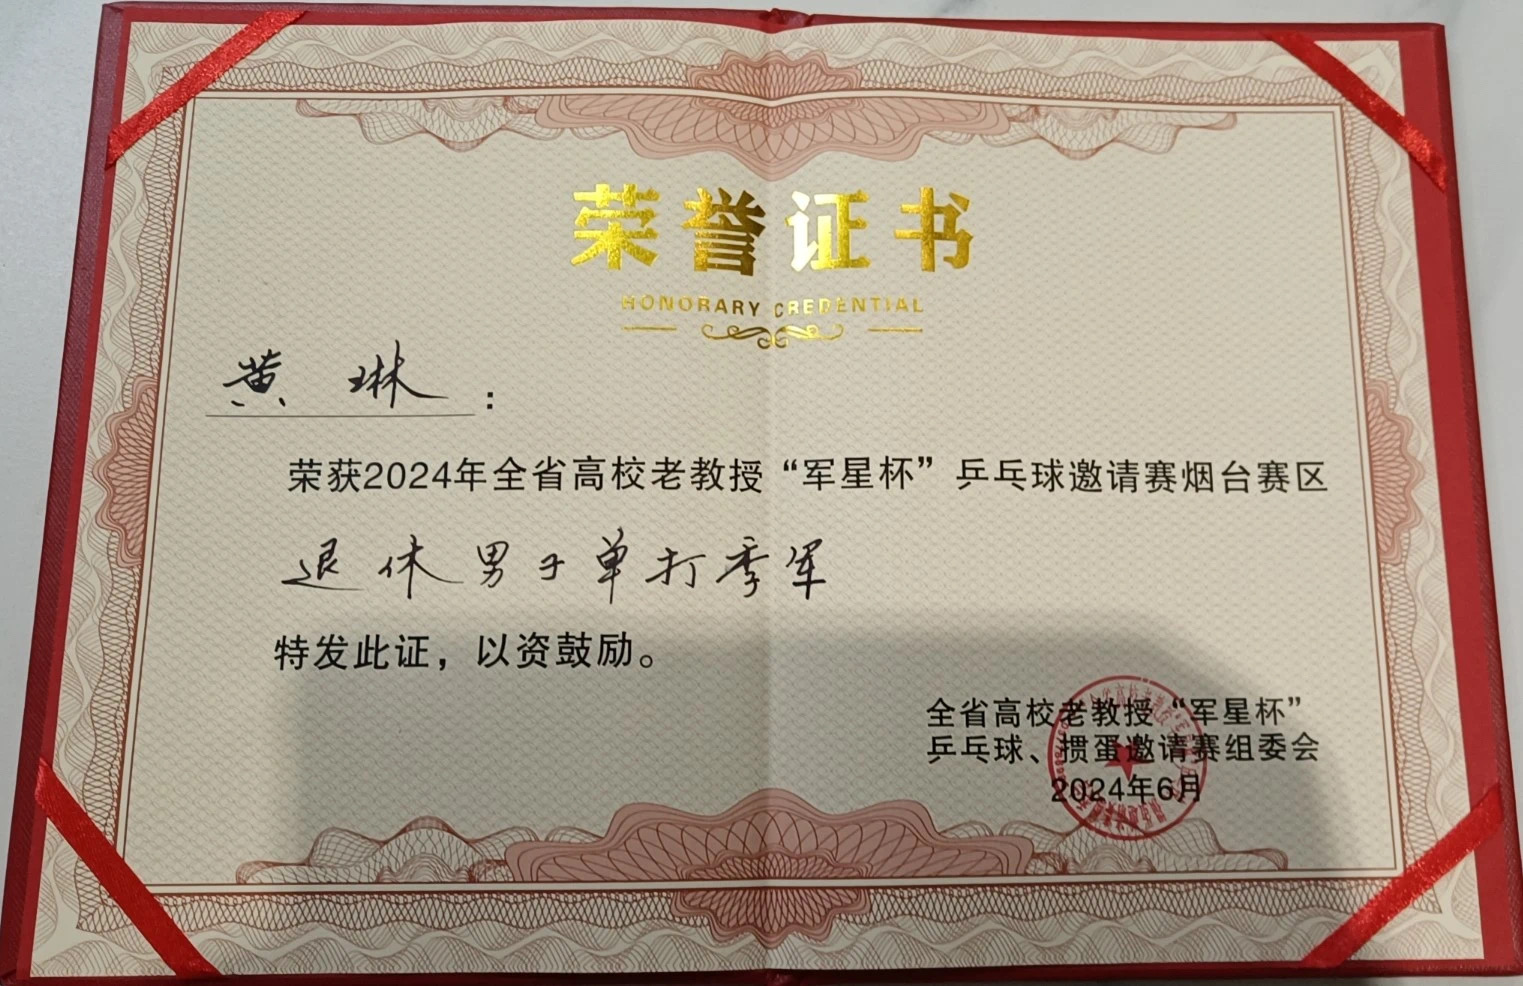 荣誉证书
HONORARY CREDENTIAL
黄琳：
荣获2024年全省高校老教授“军星杯”乒乓球邀请赛烟台赛区
退休男子单打季军
特发此证，以资鼓励。
全省高校老教授“军星杯”
乒乓球、掼蛋邀请赛组委会
2024年6月